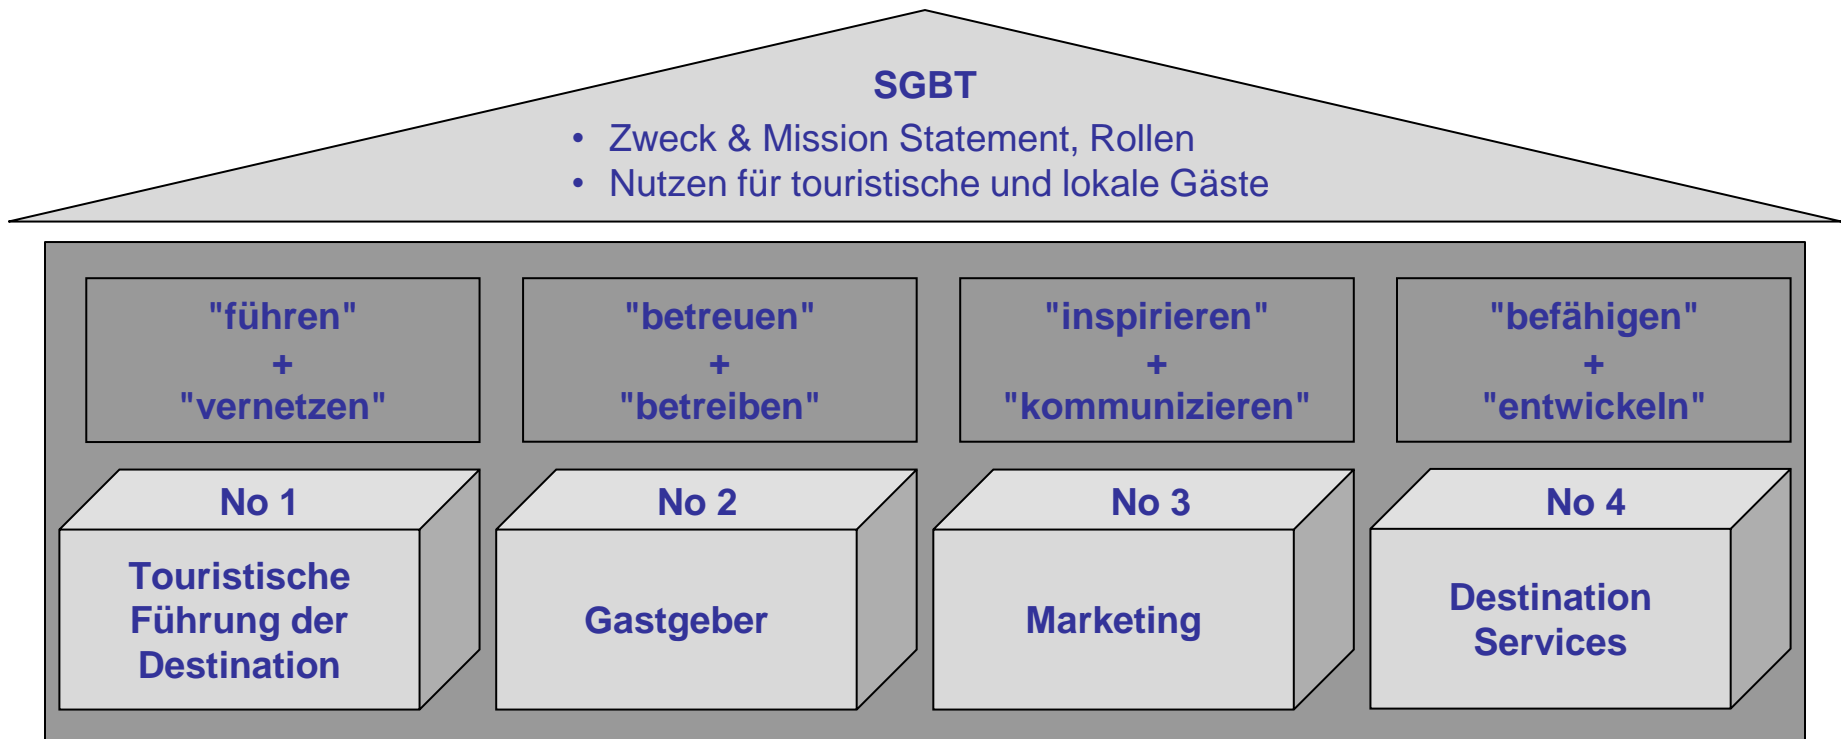 SGBT
• Zweck & Mission Statement, Rollen
• Nutzen für touristische und lokale Gäste
"führen"
+
"vernetzen"
"betreuen"
+
"betreiben"
"inspirieren"
+
"kommunizieren"
"befähigen"
+
"entwickeln"
No 1
Touristische
Führung der
Destination
No 2
Gastgeber
No 3
Marketing
No 4
Destination
Services